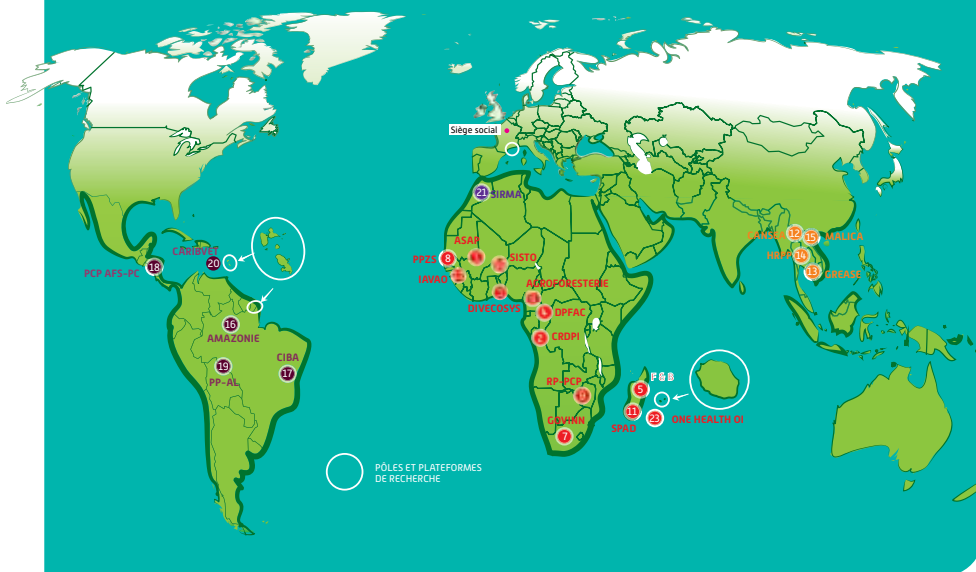 Siège social
21 SIRMA
CARIBVET
20
PCP AFS-PC
18
ASAP
PPZS 8
SISTO
IAVAO
AGROFORESTERIE
DIVECOSYS
DPFAC
2 CRDPI
12
15 MALICA
14
13 GREASE
16
AMAZONIE
CIBA
17
19
PP-AL
RP-PCP
GOVINN
7
5
F & B
11
SPAD
23
ONE HEALTH OI
PÔLES ET PLATEFORMES
DE RECHERCHE